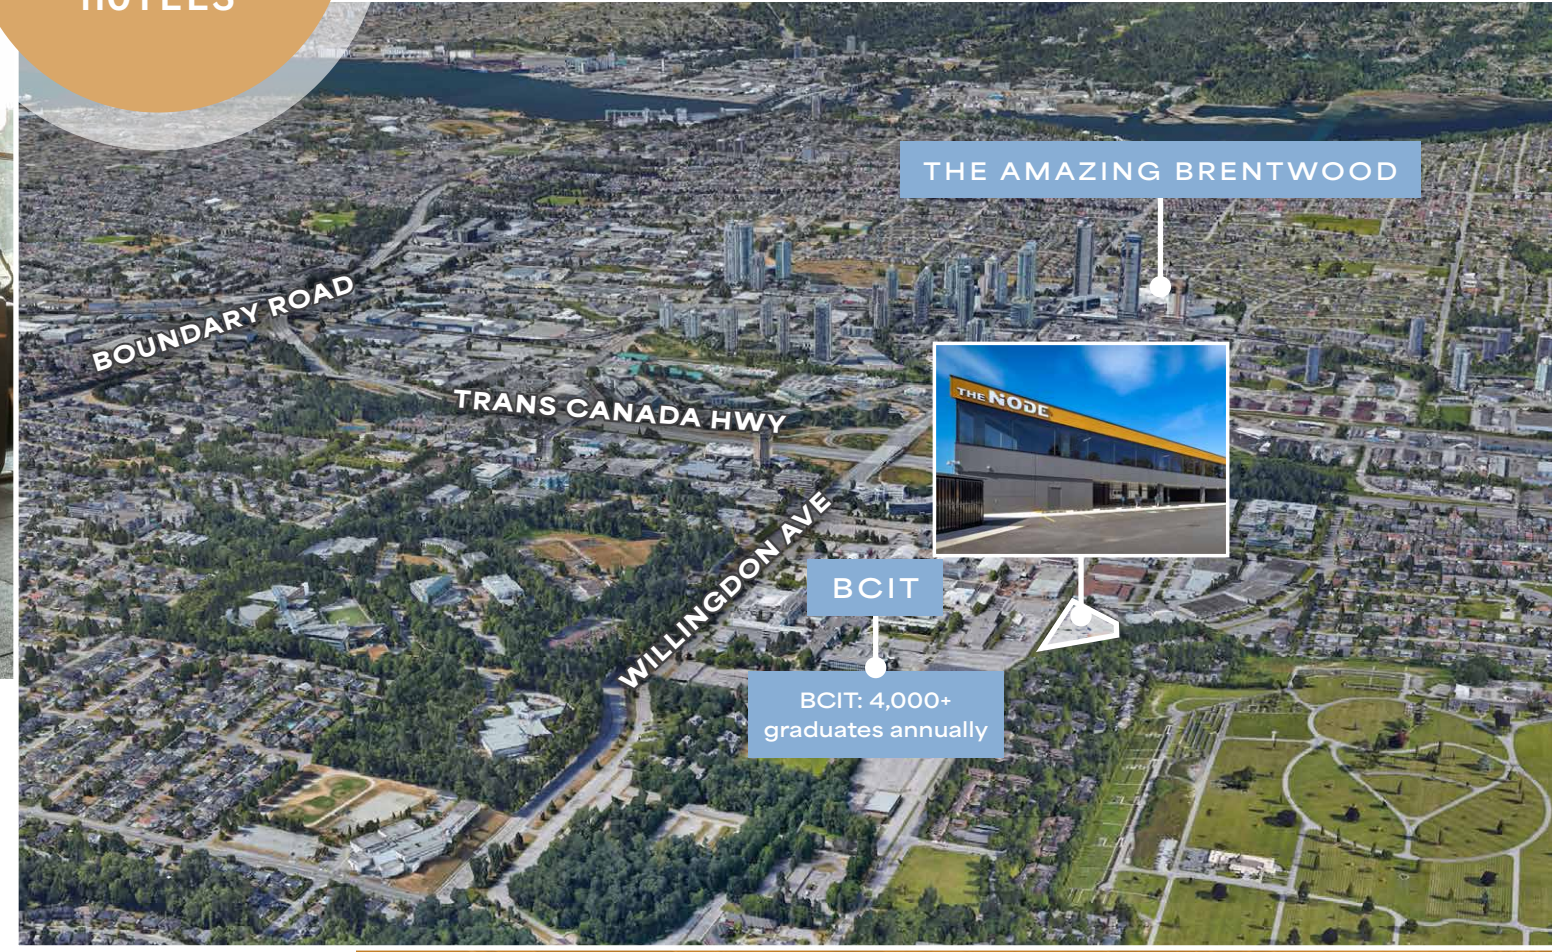 HOTELS
THE AMAZING BRENTWOOD
BOUNDARY ROAD
TRANS CANADA HWY
THE NODE
WILLINGDON AVE
BCIT
BCIT: 4,000+
graduates annually